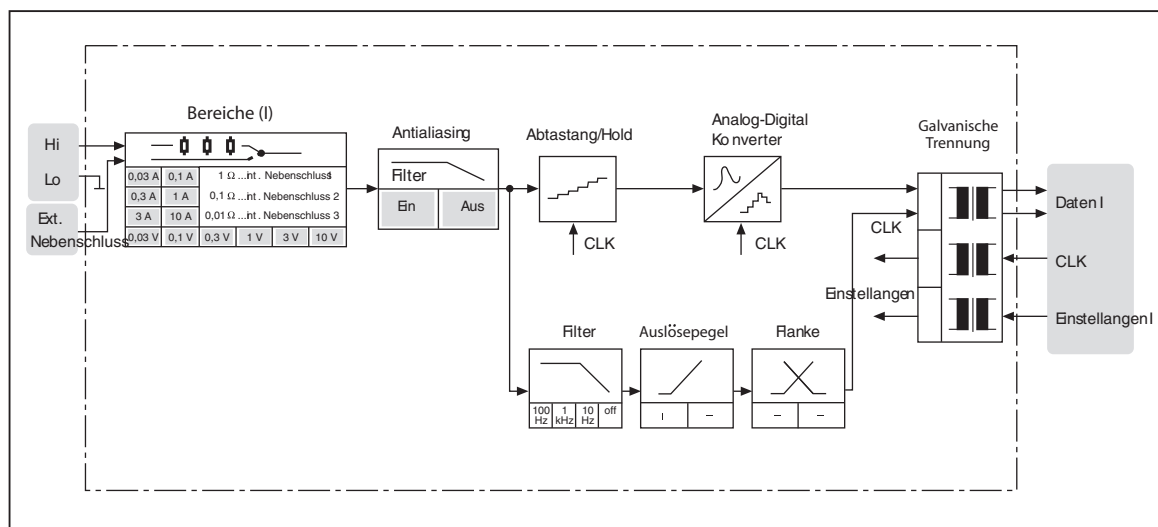 Bereiche (I)
Hi
Lo
Ext.
Nebenschluss
0,03 A 0,1 A 1 Ω ...int. Nebenschluss1
0,3 A 1 A 0,1 Ω ...int. Nebenschluss 2
3 A 10 A 0,01 Ω ...int. Nebenschluss 3
0,03 V 0,1 V 0,3 V 1 V 3 V 10 V
Antialiasing
Filter
Ein Aus
Abtastang/Hold
CLK
Analog-Digital
Konverter
CLK
Galvanische
Trennung
CLK
Einstellangen
Daten I
CLK
Einstellangen I
Filter
100 Hz 1 kHz 10 Hz off
Auslösepegel
I –
Flanke
– –